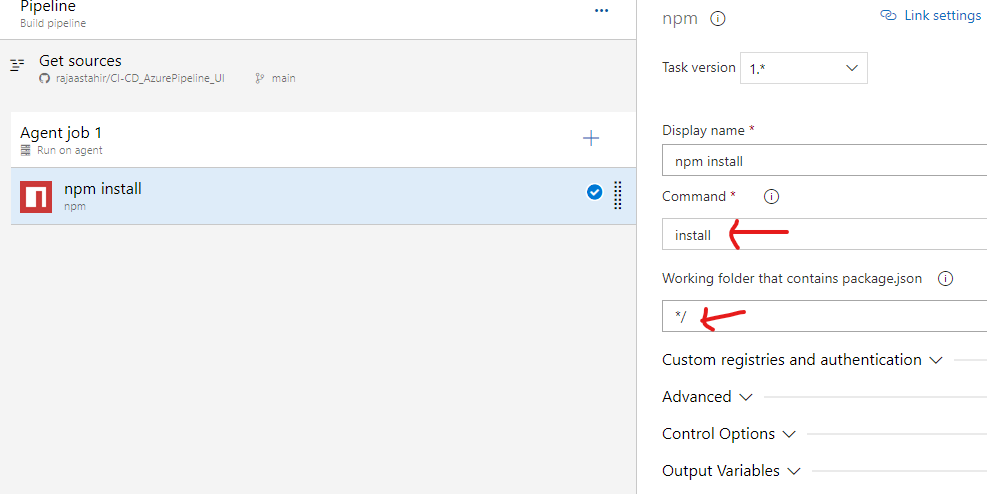 Pipeline
Build pipeline
Get sources
rajaastahir/CI-CD_AzurePipeline_UI
main
Agent job 1
Run on agent
npm install
npm
npm
Link settings
Task version
1.*
Display name *
npm install
Command *
install
Working folder that contains package.json
*/
Custom registries and authentication
Advanced
Control Options
Output Variables